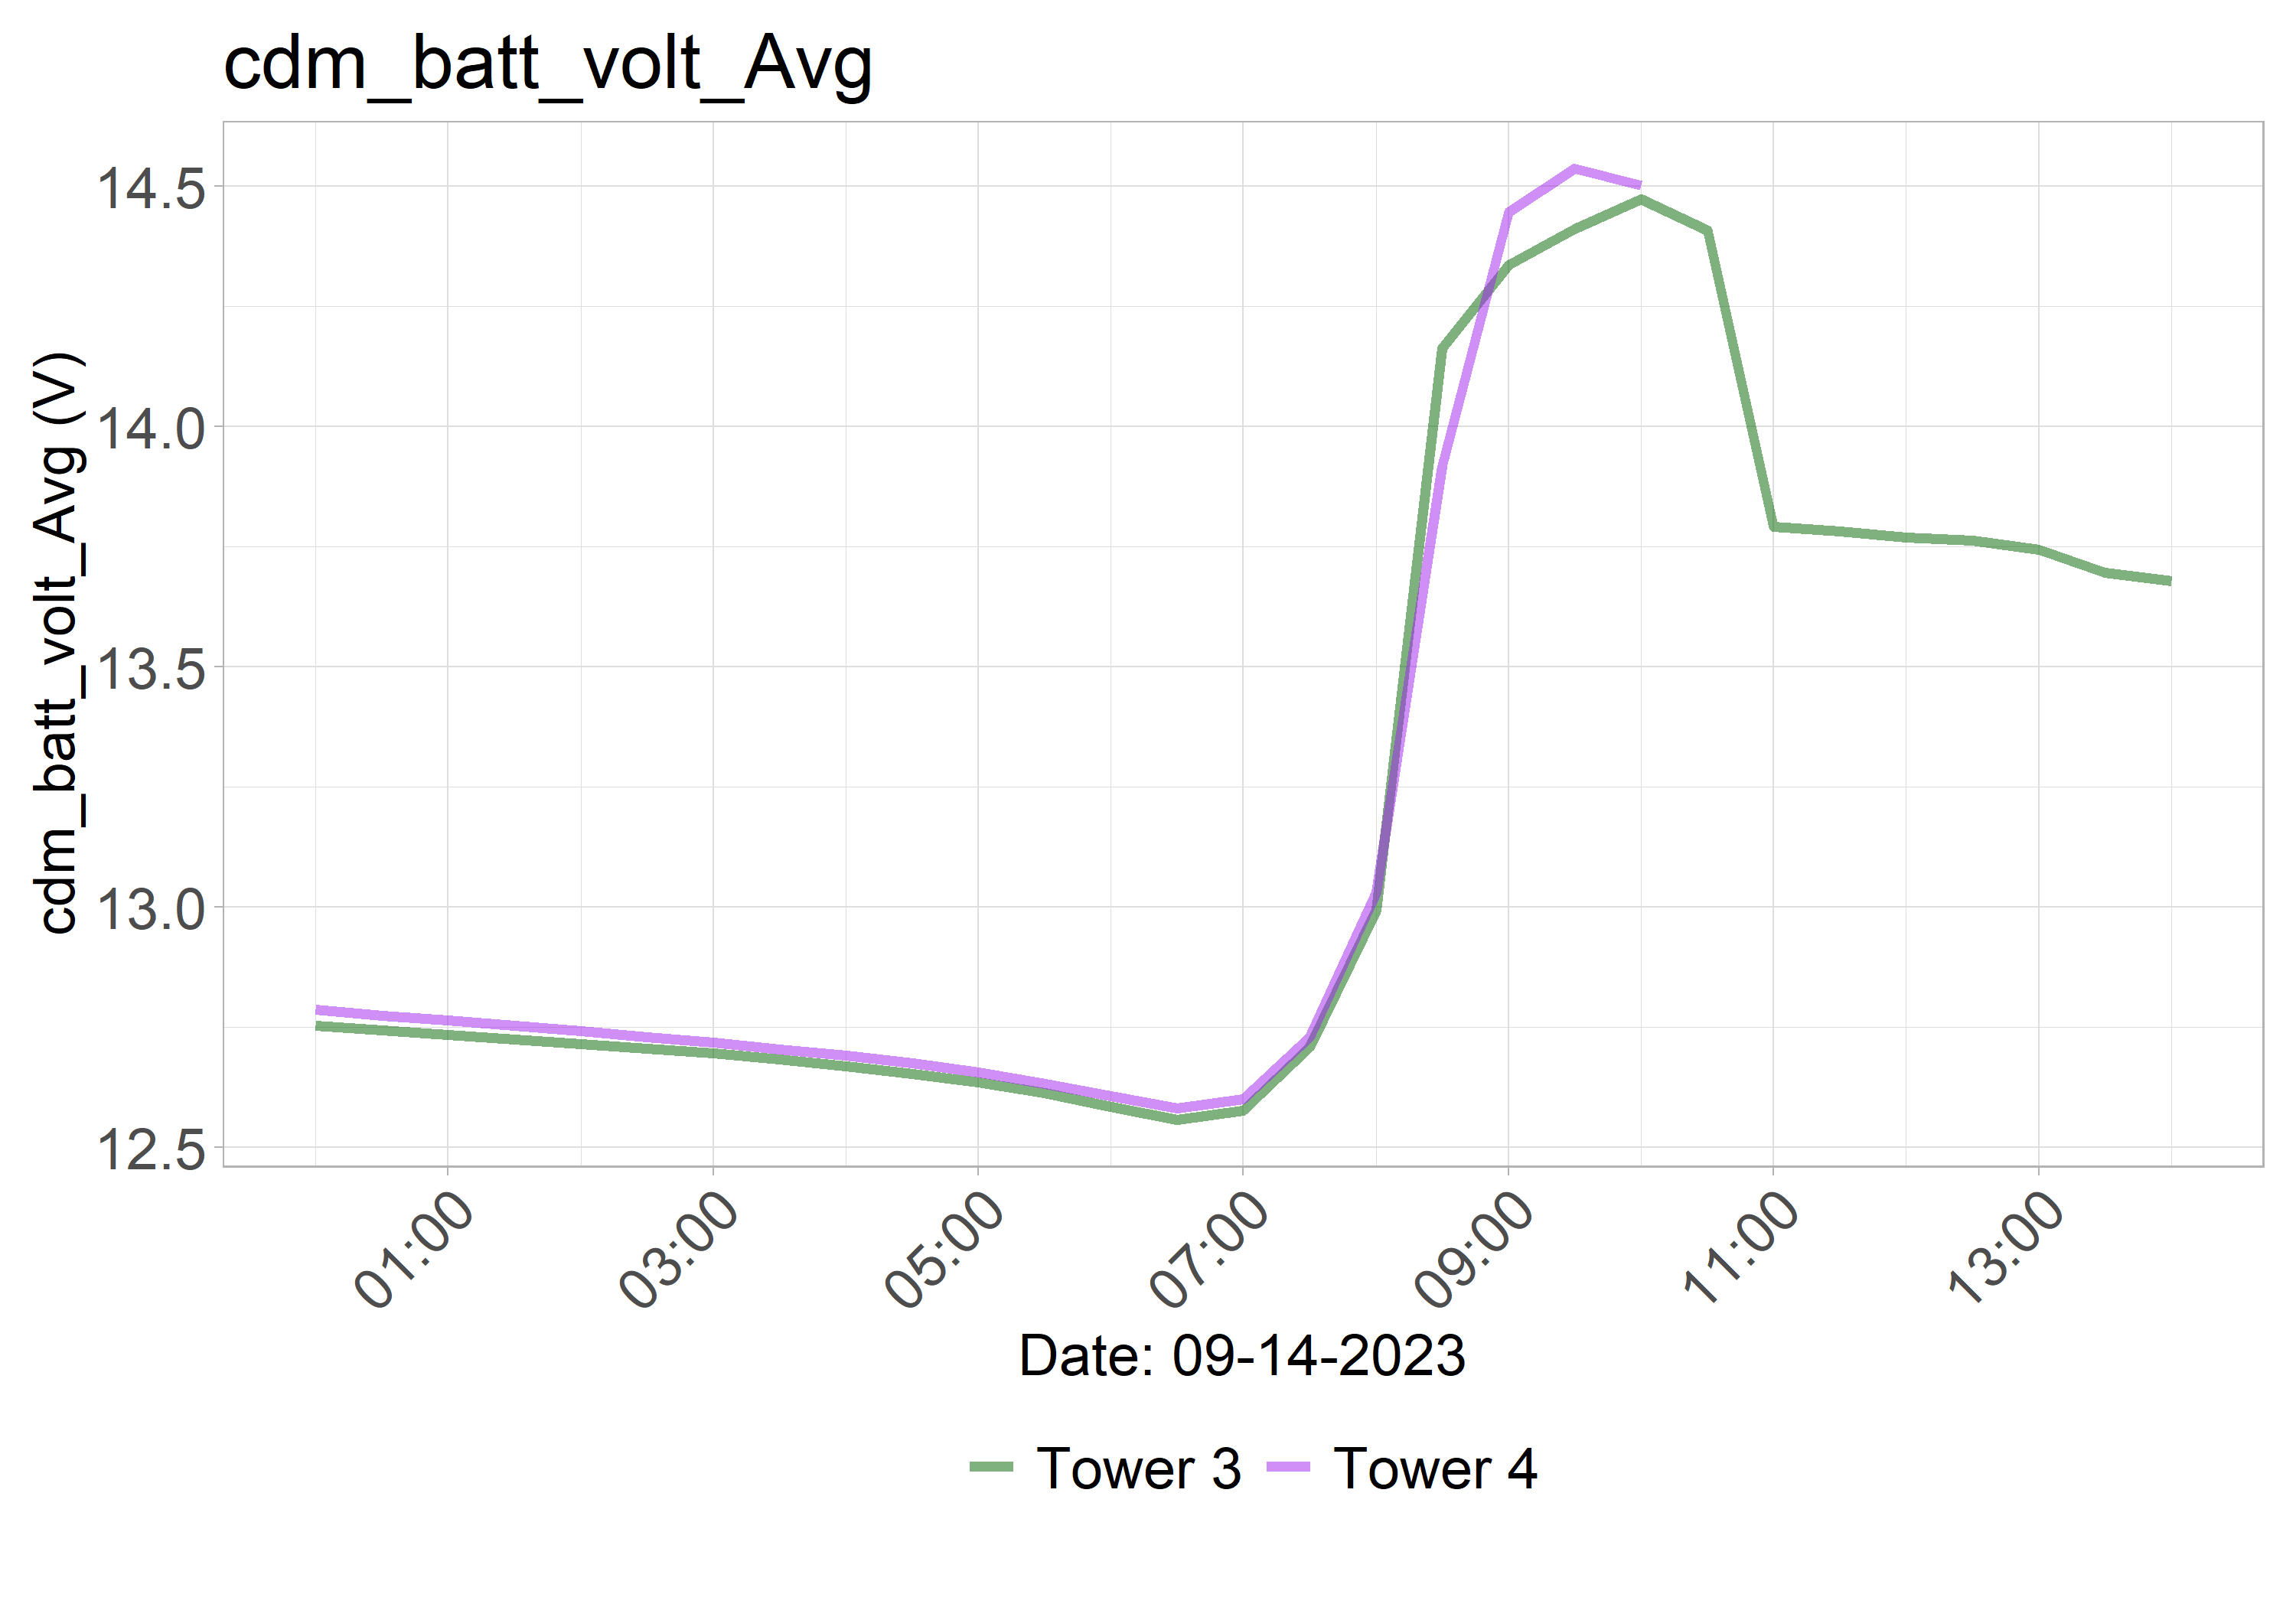 cdm_batt_volt_Avg
cdm_batt_volt_Avg (V)
14.5
14.0
13.5
13.0
12.5
01:00
03:00
05:00
07:00
09:00
11:00
13:00
Date: 09-14-2023
Tower 3
Tower 4